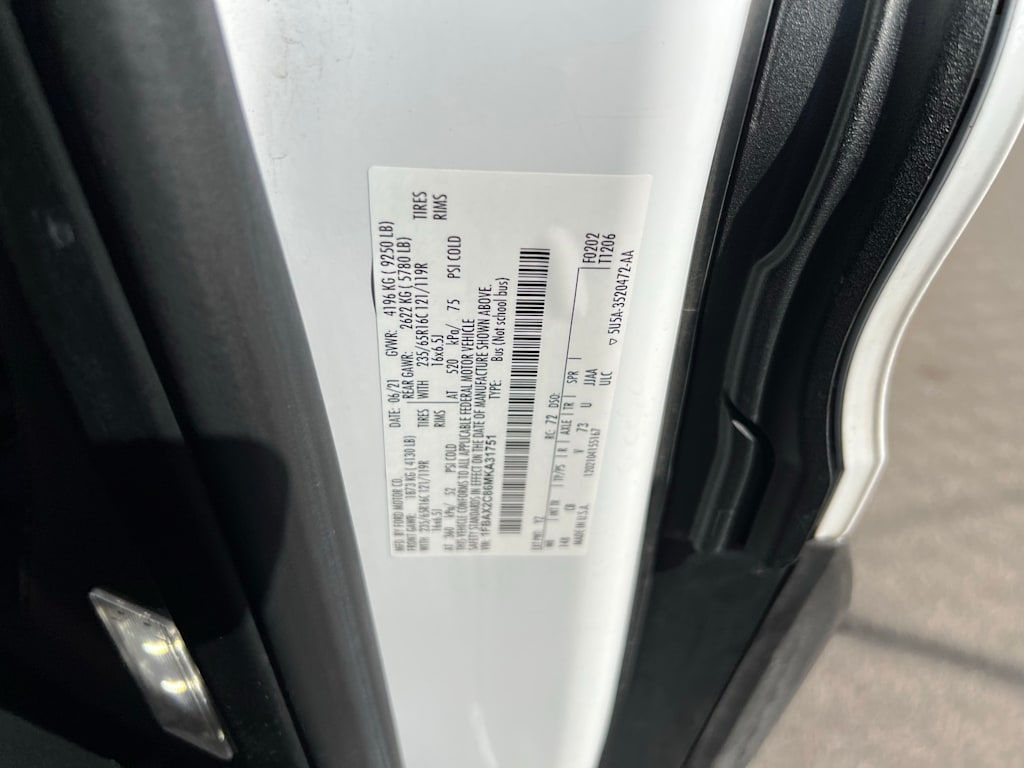 MFD. BY FORD MOTOR CO.
DATE: 06/21 GVWR: 4196 KG ( 9250 LB)
FRONT GAWR: 1873 KG ( 4130 LB) REAR GAWR: 2622 KG ( 5780 LB)
WITH 235/65R16C 121/119R TIRES WITH 235/65R16C 121/119R TIRES
16x6.5J RIMS 16x6.5J RIMS
AT 360 kPa/ 52 PSI COLD AT 520 kPa/ 75 PSI COLD
THIS VEHICLE CONFORMS TO ALL APPLICABLE FEDERAL MOTOR VEHICLE
SAFETY STANDARDS IN EFFECT ON THE DATE OF MANUFACTURE SHOWN ABOVE.
VIN: 1FBAX2C86MKA31751 TYPE: Bus (Not school bus)
EXT PNT: YZ RC: 72 DSO: F0202
WB INT TR TP/PS R AXLE TR SPR T1206
148 CB V 73 U JJAA
MADE IN U.S.A. ULC
▽ 5U5A-3520472-AA